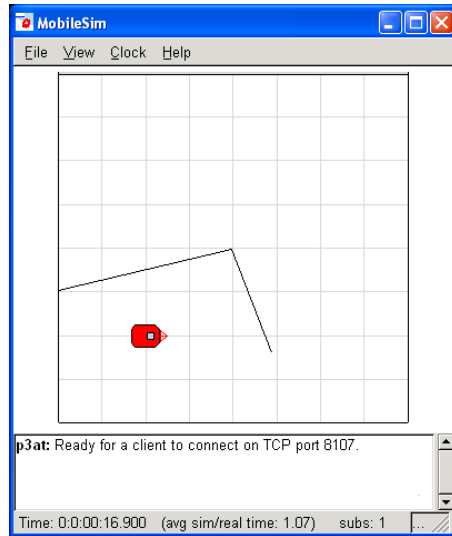 MobileSim
File View Clock Help
p3at: Ready for a client to connect on TCP port 8107.
Time: 0:0:00:16.900 (avg sim/real time: 1.07) subs: 1 ...